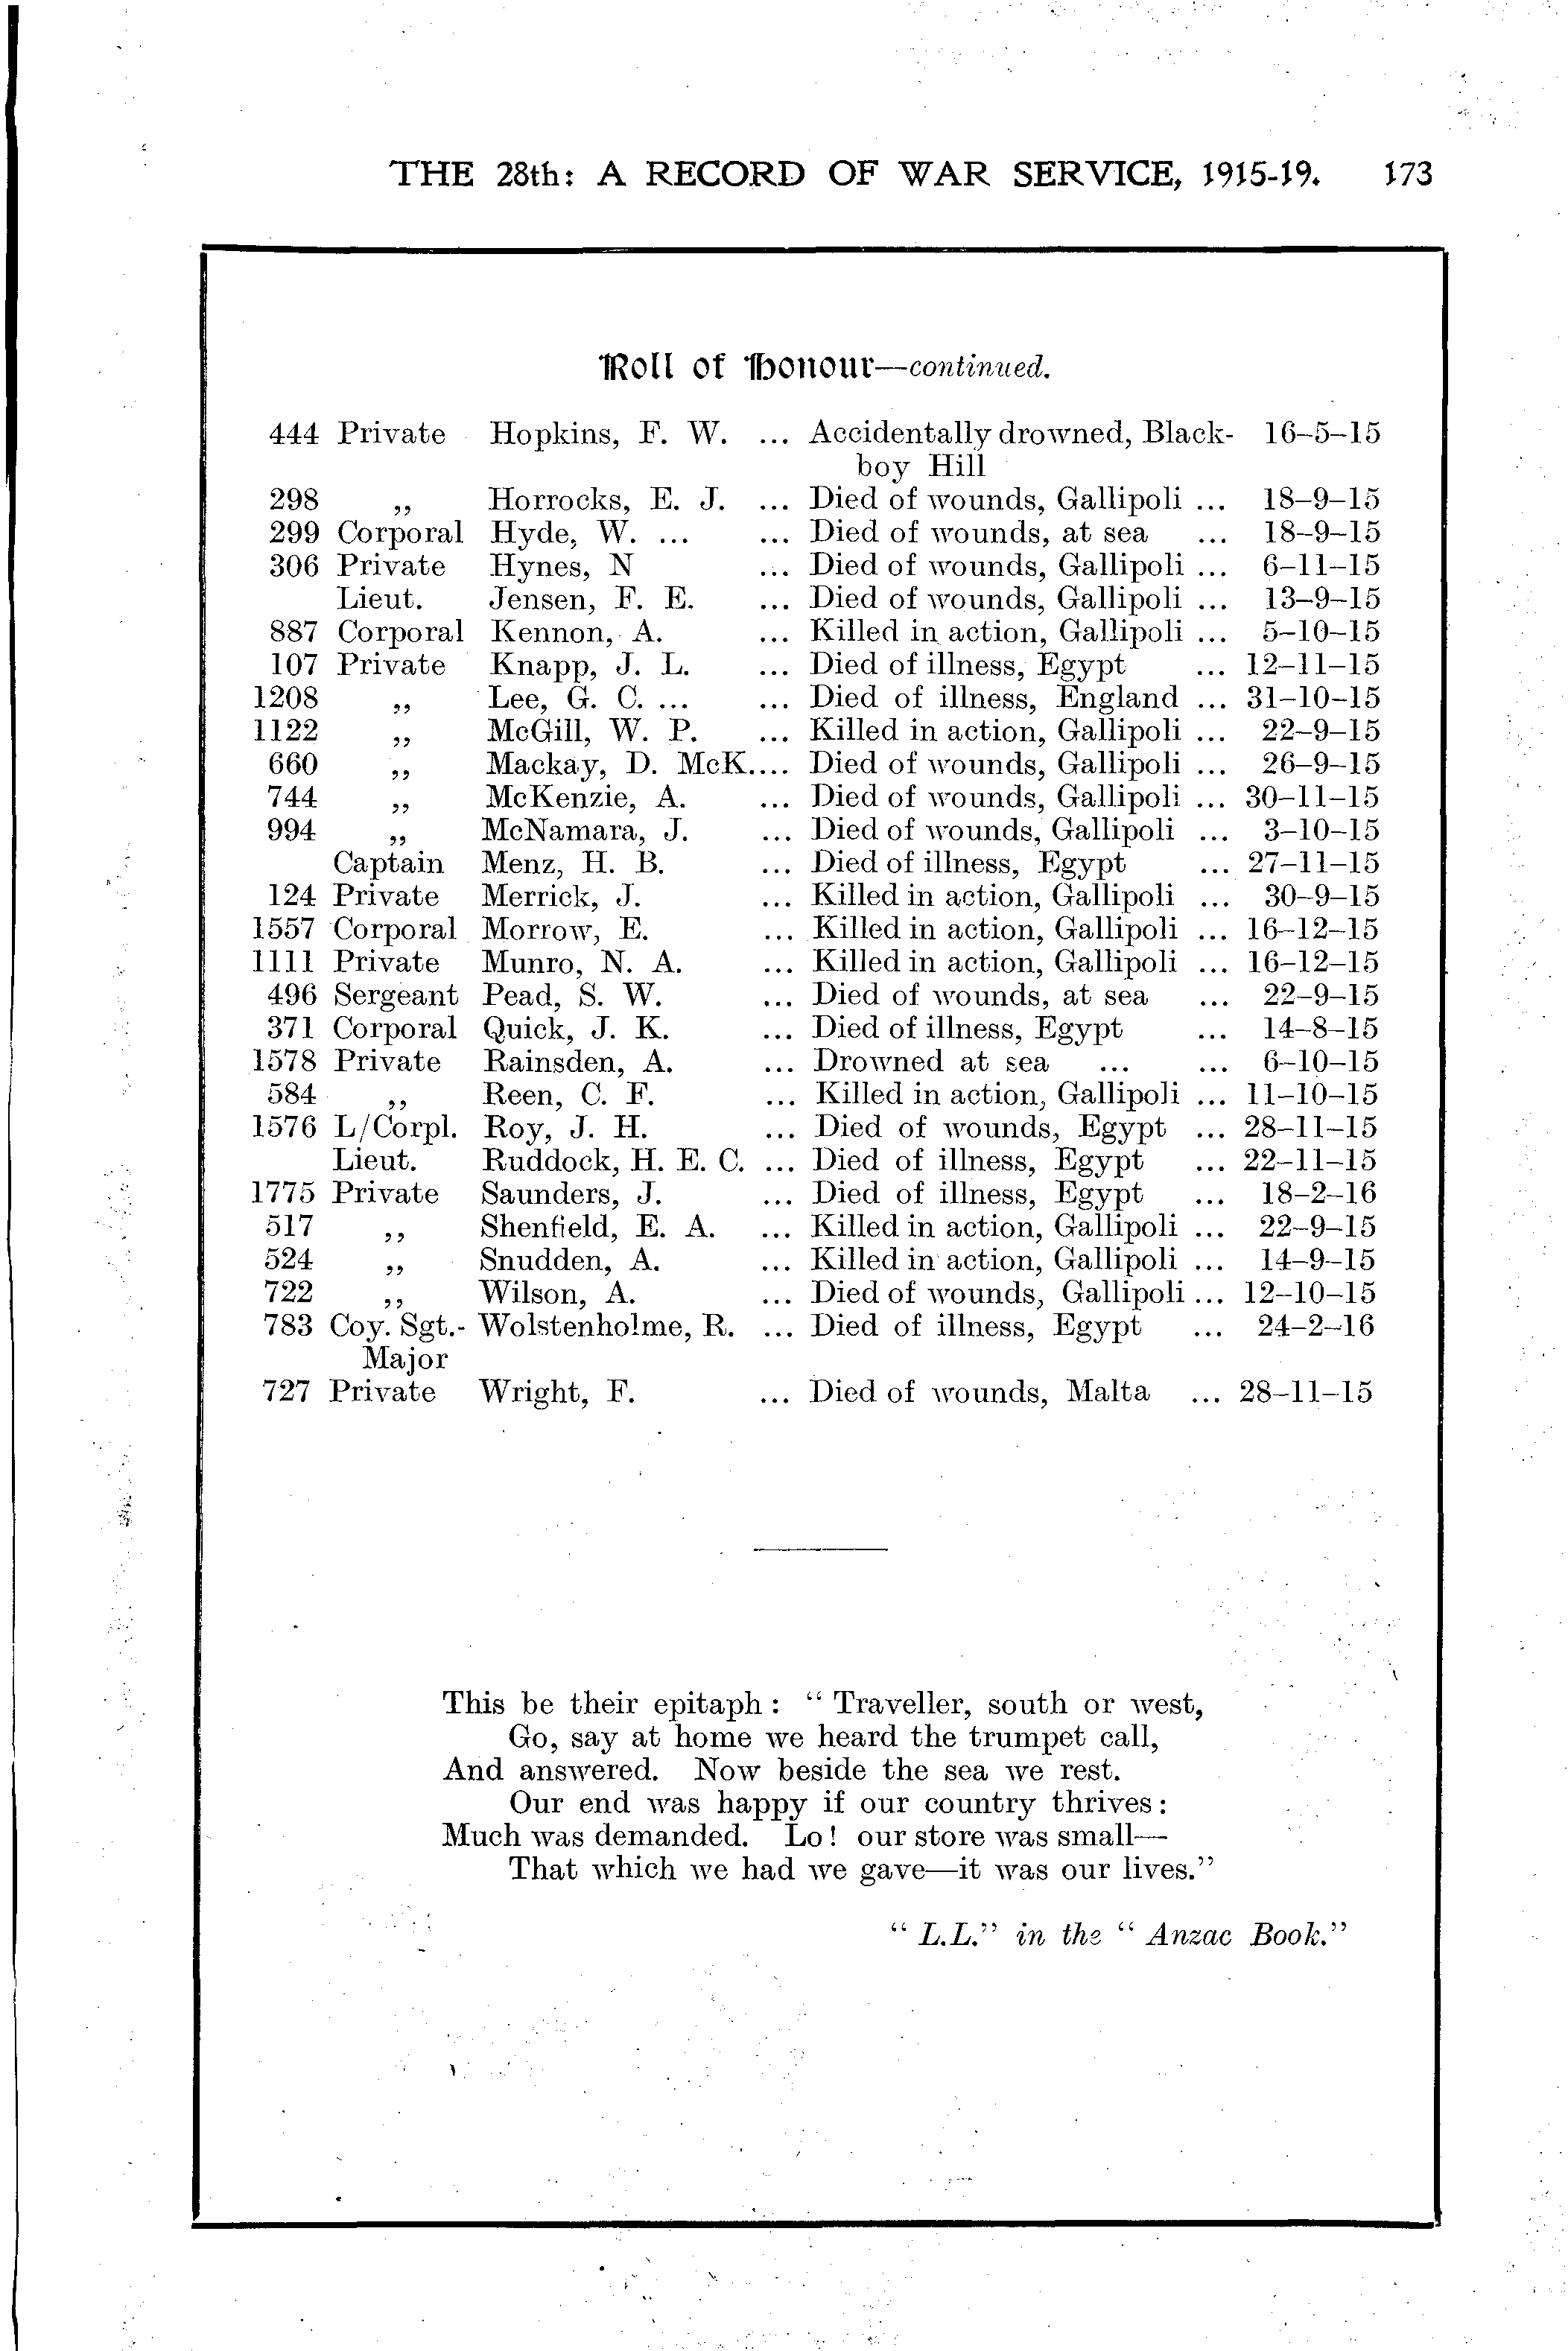 THE 28th: A RECORD OF WAR SERVICE, 1915-19. 173
Roll of Honour—continued.
444 Private Hopkins, F. W. ... Accidentally drowned, Black- 16-5-15
boy Hill
298 ,, Horrocks, E. J. ... Died of wounds, Gallipoli ... 18-9-15
299 Corporal Hyde, W. ... ... Died of wounds, at sea ... 18-9-15
306 Private Hynes, N ... Died of wounds, Gallipoli ... 6-11-15
Lieut. Jensen, F. E. ... Died of wounds, Gallipoli ... 13-9-15
887 Corporal Kennon, A. ... Killed in action, Gallipoli ... 5-10-15
107 Private Knapp, J. L. ... Died of illness, Egypt ... 12-11-15
1208 ,, Lee, G. C. ... ... Died of illness, England ... 31-10-15
1122 ,, McGill, W. P. ... Killed in action, Gallipoli ... 22-9-15
660 ,, Mackay, D. McK.... Died of wounds, Gallipoli ... 26-9-15
744 ,, McKenzie, A. ... Died of wounds, Gallipoli ... 30-11-15
994 ,, McNamara, J. ... Died of wounds, Gallipoli ... 3-10-15
Captain Menz, H. B. ... Died of illness, Egypt ... 27-11-15
124 Private Merrick, J. ... Killed in action, Gallipoli ... 30-9-15
1557 Corporal Morrow, E. ... Killed in action, Gallipoli ... 16-12-15
1111 Private Munro, N. A. ... Killed in action, Gallipoli ... 16-12-15
496 Sergeant Pead, S. W. ... Died of wounds, at sea ... 22-9-15
371 Corporal Quick, J. K. ... Died of illness, Egypt ... 14-8-15
1578 Private Rainsden, A. ... Drowned at sea ... ... 6-10-15
584 ,, Reen, C. F. ... Killed in action, Gallipoli ... 11-10-15
1576 L/Corpl. Roy, J. H. ... Died of wounds, Egypt ... 28-11-15
Lieut. Ruddock, H. E. C. ... Died of illness, Egypt ... 22-11-15
1775 Private Saunders, J. ... Died of illness, Egypt ... 18-2-16
517 ,, Shenfield, E. A. ... Killed in action, Gallipoli ... 22-9-15
524 ,, Snudden, A. ... Killed in action, Gallipoli ... 14-9-15
722 ,, Wilson, A. ... Died of wounds, Gallipoli ... 12-10-15
783 Coy. Sgt.- Wolstenholme, R. ... Died of illness, Egypt ... 24-2-16
Major
727 Private Wright, F. ... Died of wounds, Malta ... 28-11-15
This be their epitaph: "Traveller, south or west,
Go, say at home we heard the trumpet call,
And answered. Now beside the sea we rest.
Our end was happy if our country thrives:
Much was demanded. Lo! our store was small—
That which we had we gave—it was our lives."
"L.L." in the "Anzac Book."